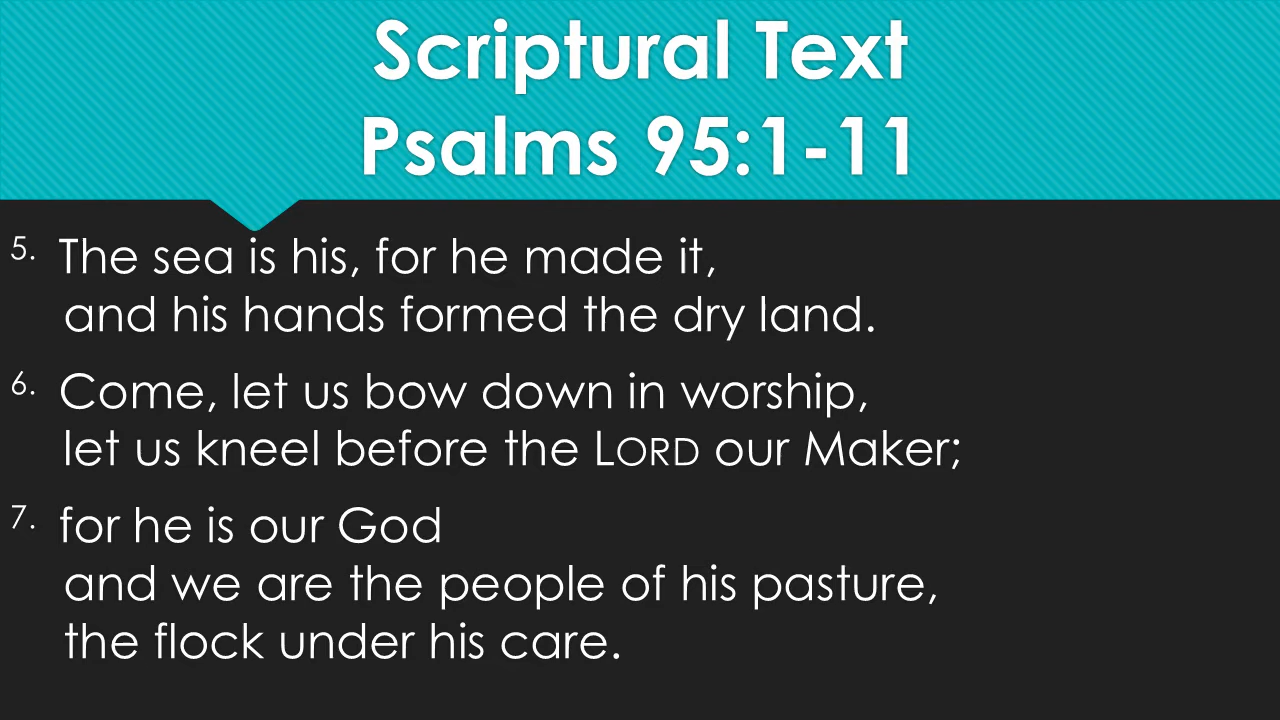 Scriptural Text
Psalms 95:1-11
5. The sea is his, for he made it,
and his hands formed the dry land.
6. Come, let us bow down in worship,
let us kneel before the LORD our Maker;
7. for he is our God
and we are the people of his pasture,
the flock under his care.